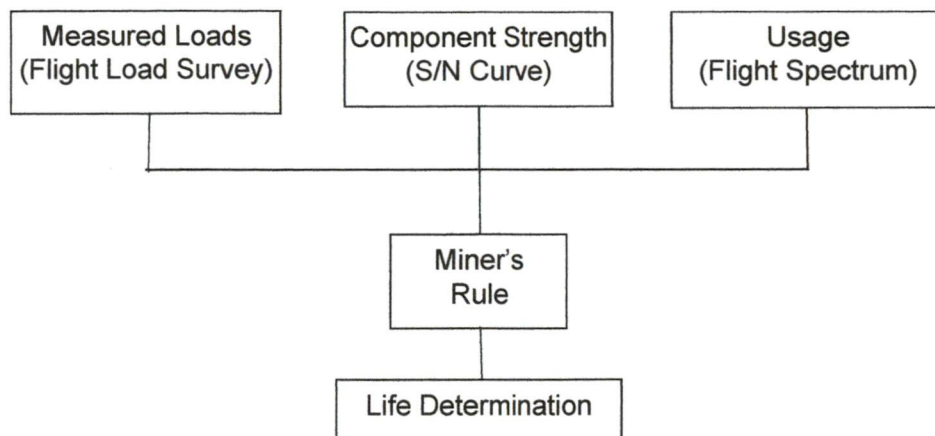 Measured Loads
(Flight Load Survey)
Component Strength
(S/N Curve)
Usage
(Flight Spectrum)
Miner's
Rule
Life Determination